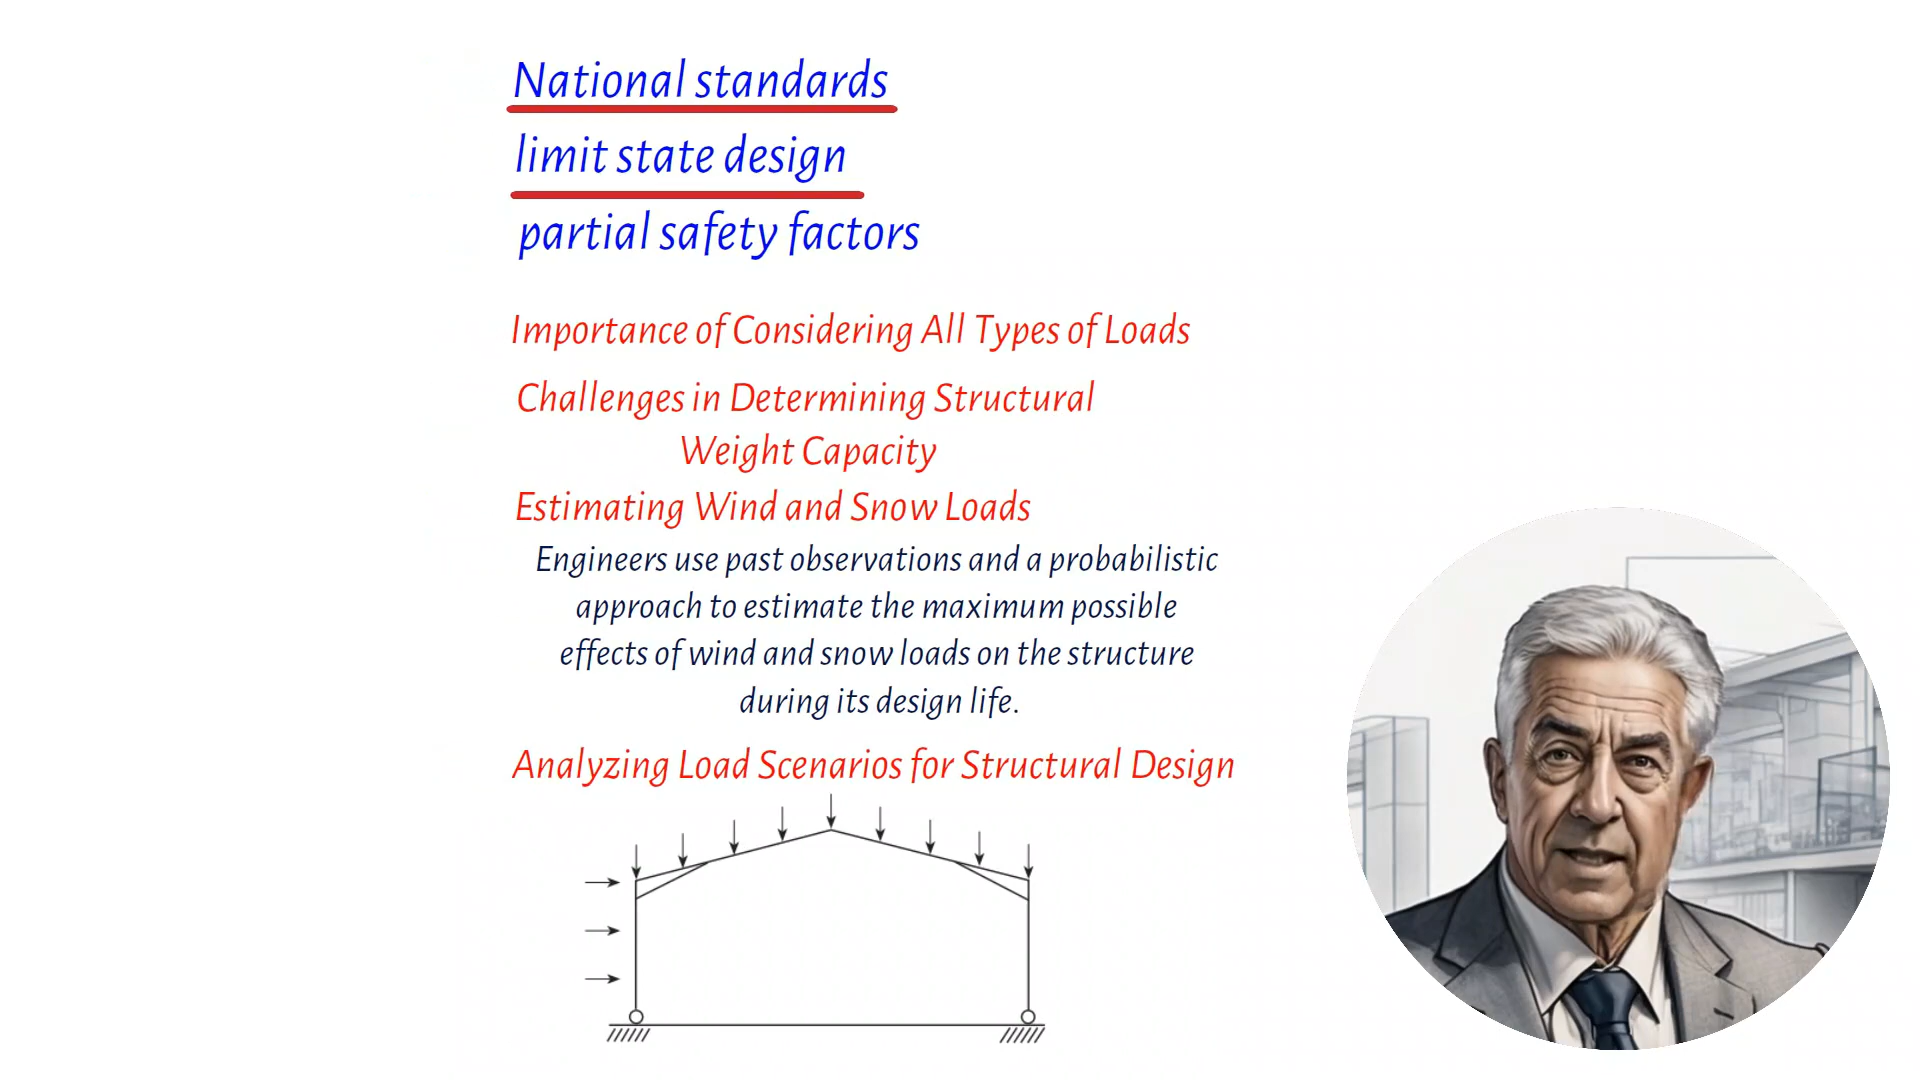 National standards
limit state design
partial safety factors
Importance of Considering All Types of Loads
Challenges in Determining Structural
Weight Capacity
Estimating Wind and Snow Loads
Engineers use past observations and a probabilistic
approach to estimate the maximum possible
effects of wind and snow loads on the structure
during its design life.
Analyzing Load Scenarios for Structural Design